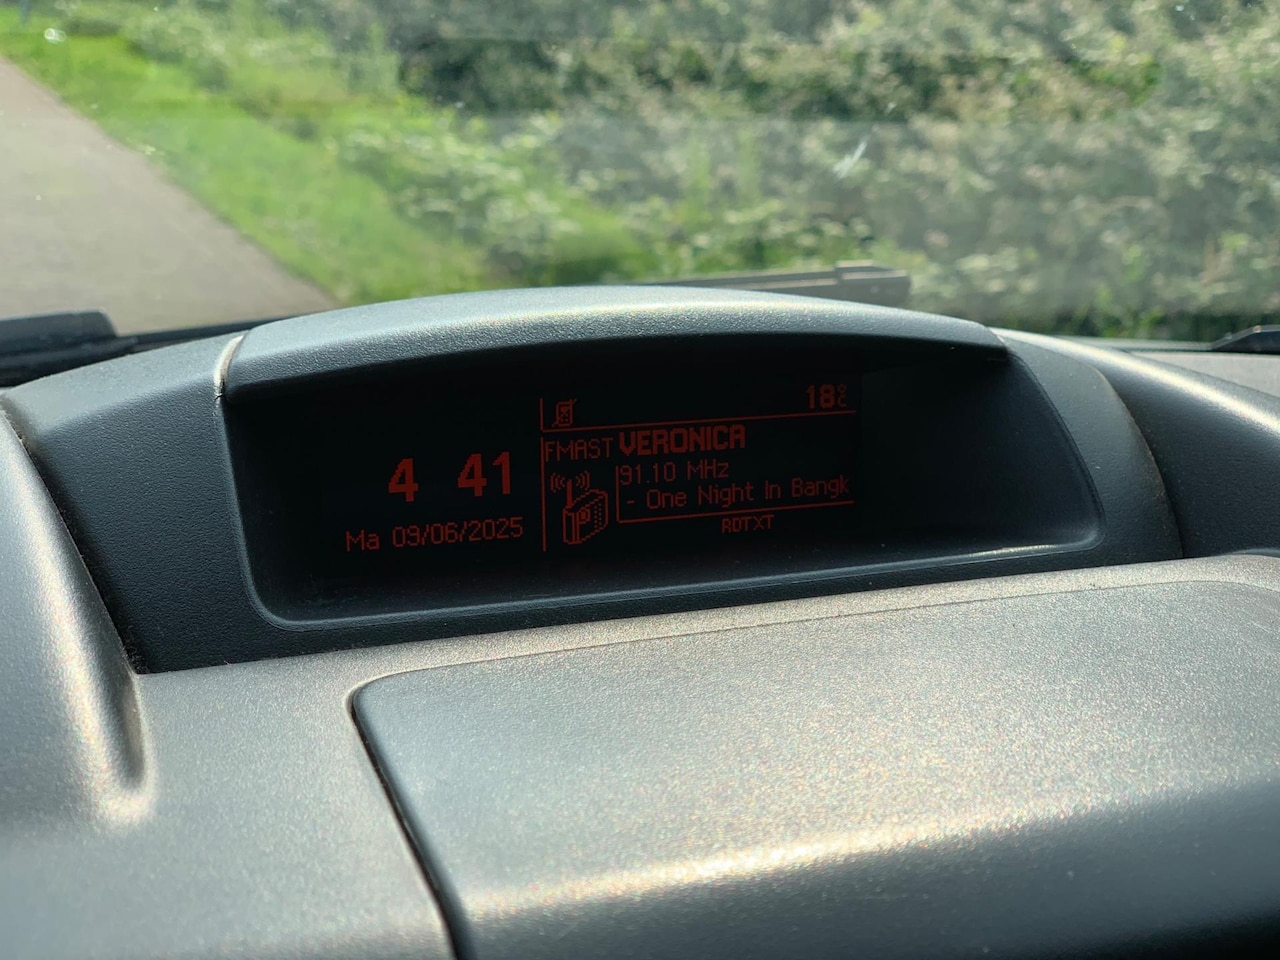 18°C
FMAST VERONICA
4 41
91.10 MHz
- One Night In Bangk
Ma 09/06/2025
RDTXT